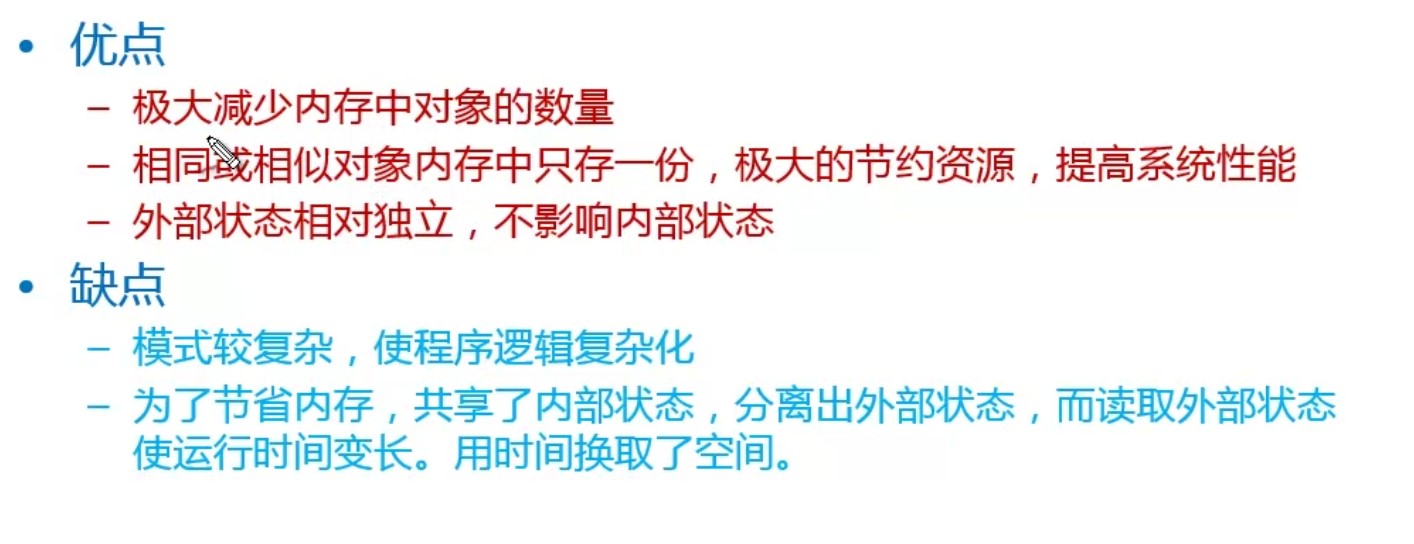 • 优点
– 极大减少内存中对象的数量
– 相同或相似对象内存中只存一份，极大的节约资源，提高系统性能
– 外部状态相对独立，不影响内部状态
• 缺点
– 模式较复杂，使程序逻辑复杂化
– 为了节省内存，共享了内部状态，分离出外部状态，而读取外部状态
使运行时间变长。用时间换取了空间。